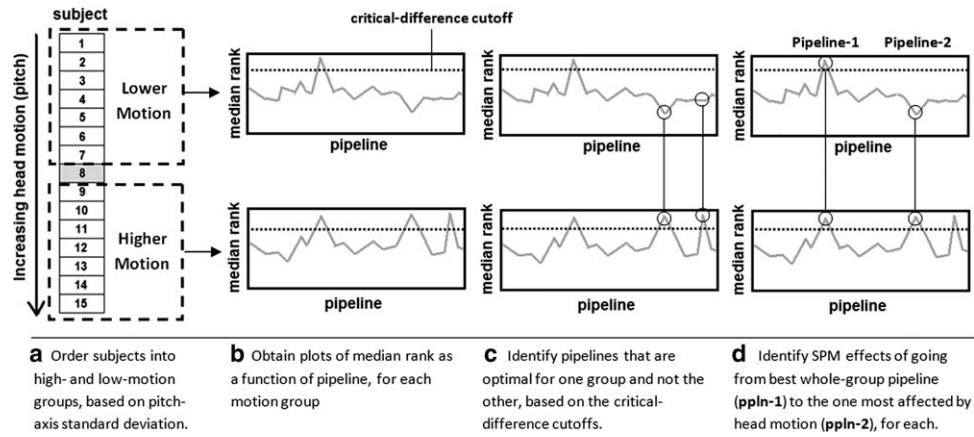 subject
Increasing head motion (pitch)
1
2
3
4
5
6
7
8
9
10
11
12
13
14
15
Lower
Motion
Higher
Motion
critical-difference cutoff
median rank
pipeline
median rank
pipeline
median rank
pipeline
Pipeline-1
Pipeline-2
median rank
pipeline
median rank
pipeline
median rank
pipeline
a Order subjects into
high- and low-motion
groups, based on pitch-
axis standard deviation.
b Obtain plots of median rank as
a function of pipeline, for each
motion group
c Identify pipelines that are
optimal for one group and not the
other, based on the critical-
difference cutoffs.
d Identify SPM effects of going
from best whole-group pipeline
(ppln-1) to the one most affected by
head motion (ppln-2), for each.